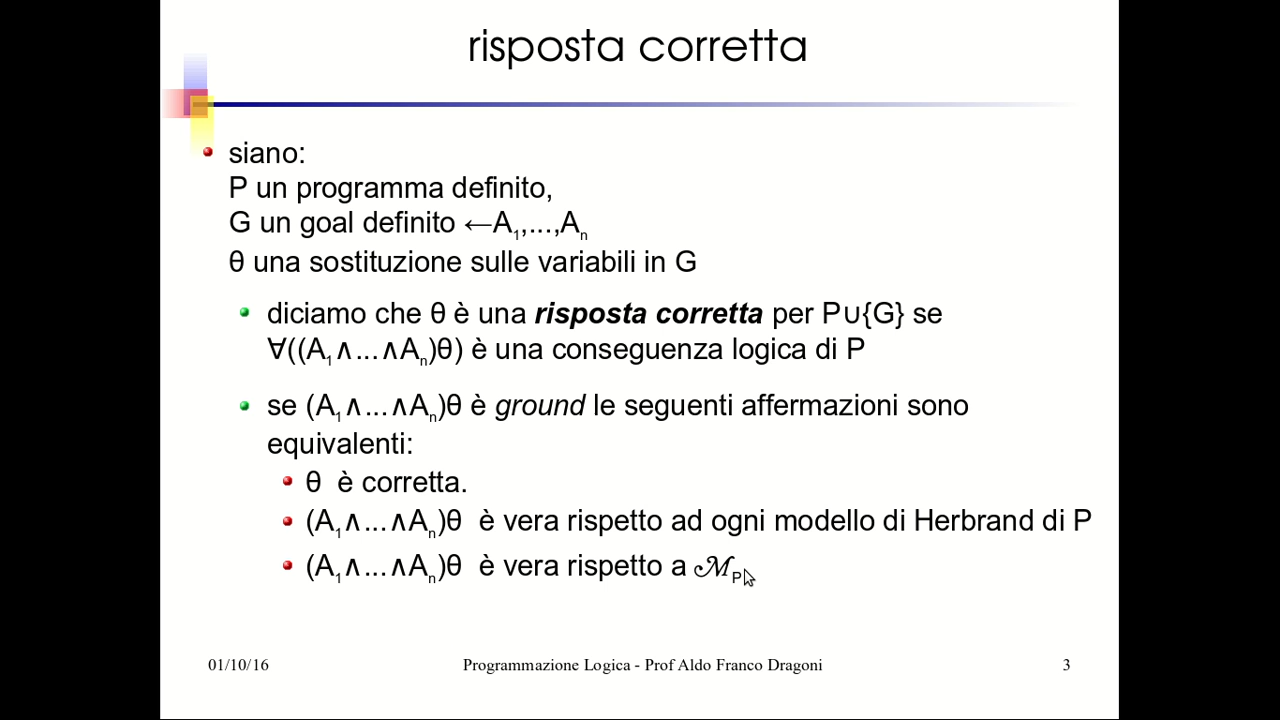 risposta corretta
siano:
P un programma definito,
G un goal definito ←A₁,...,Aₙ
θ una sostituzione sulle variabili in G
diciamo che θ è una risposta corretta per P∪{G} se
∀((A₁∧...∧Aₙ)θ) è una conseguenza logica di P
se (A₁∧...∧Aₙ)θ è ground le seguenti affermazioni sono
equivalenti:
θ è corretta.
(A₁∧...∧Aₙ)θ è vera rispetto ad ogni modello di Herbrand di P
(A₁∧...∧Aₙ)θ è vera rispetto a ℳP
01/10/16 Programmazione Logica - Prof Aldo Franco Dragoni 3